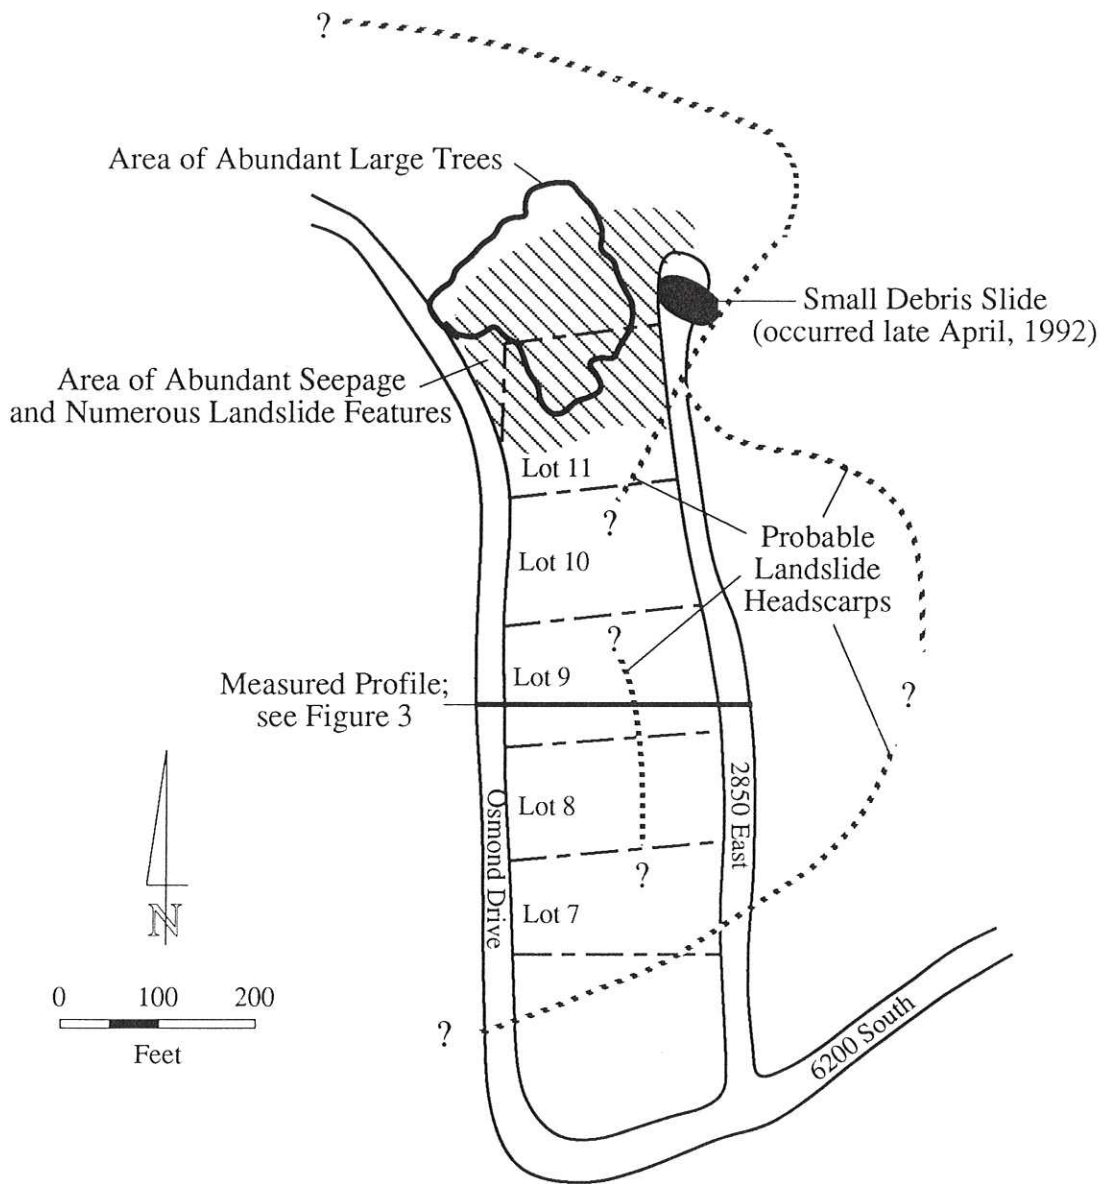 ?
Area of Abundant Large Trees
Small Debris Slide
(occurred late April, 1992)
Area of Abundant Seepage
and Numerous Landslide Features
Lot 11
?
Probable
Landslide
Headscarps
Lot 10
?
Lot 9
Measured Profile;
see Figure 3
?
Lot 8
Osmond Drive
2850 East
?
Lot 7
N
0 100 200
Feet
?
6200 South